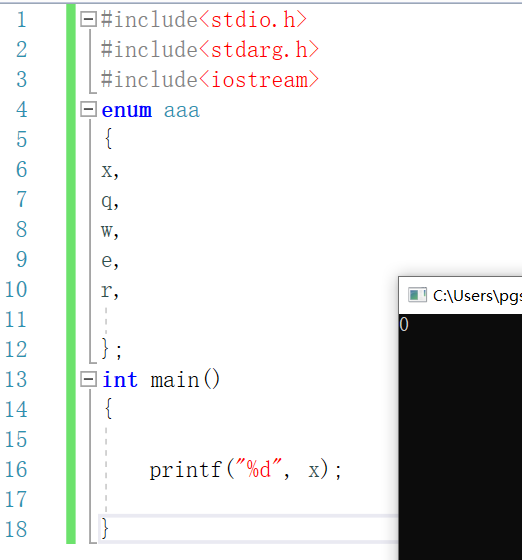 1 #include<stdio.h>
2 #include<stdarg.h>
3 #include<iostream>
4 enum aaa
5 {
6 x,
7 q,
8 w,
9 e,
10 r,
11
12 };
13 int main()
14 {
15
16 printf("%d", x);
17
18 }
C:\Users\pgs
0